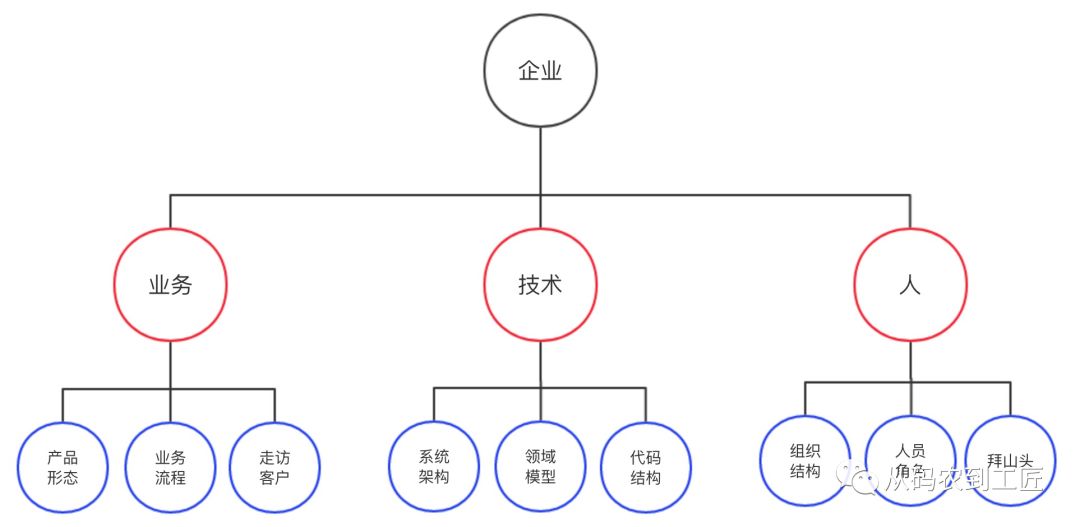 企业
业务
技术
人
产品
形态
业务
流程
走访
客户
系统
架构
领域
模型
代码
结构
组织
结构
人员
角色
拜山头
从码农到工匠